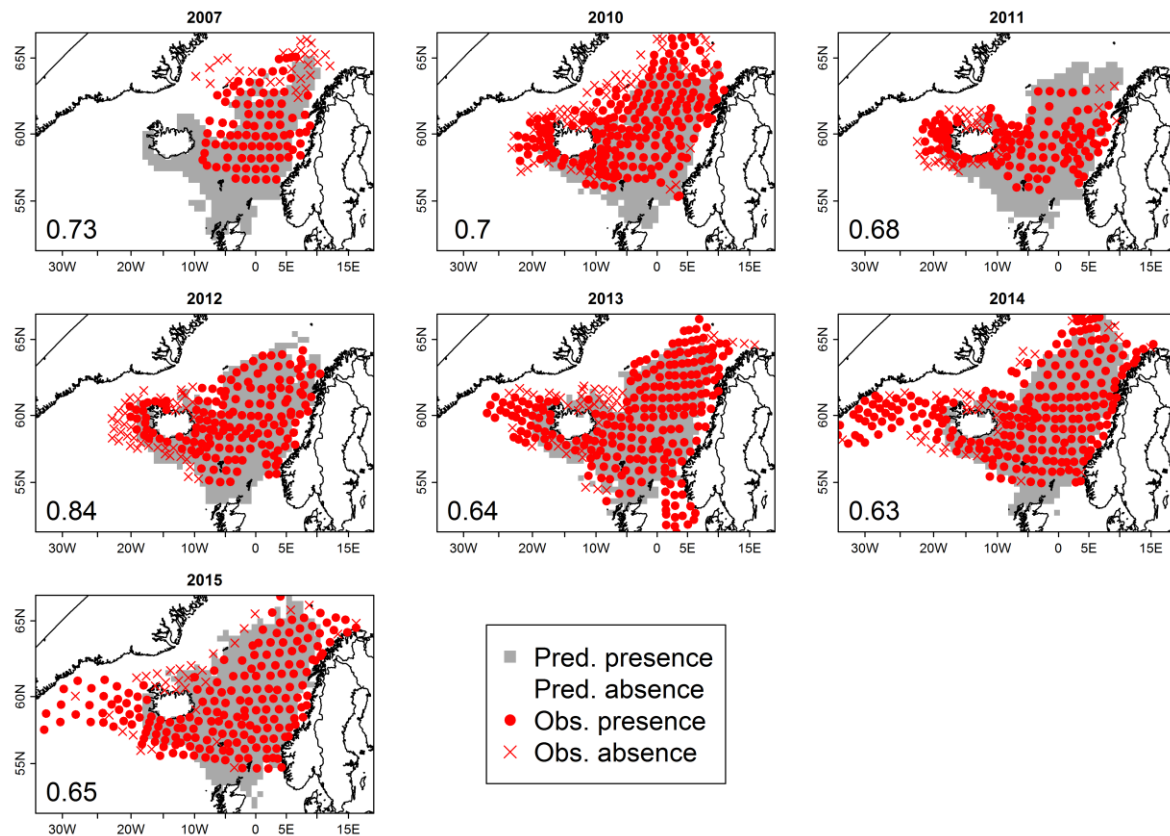 2007
2010
2011
65N
60N
55N
0.73
30W
20W
10W
0
5E
15E
65N
60N
55N
0.7
30W
20W
10W
0
5E
15E
65N
60N
55N
0.68
30W
20W
10W
0
5E
15E
2012
2013
2014
65N
60N
55N
0.84
30W
20W
10W
0
5E
15E
65N
60N
55N
0.64
30W
20W
10W
0
5E
15E
65N
60N
55N
0.63
30W
20W
10W
0
5E
15E
2015
65N
60N
55N
0.65
30W
20W
10W
0
5E
15E
Pred. presence
Pred. absence
Obs. presence
Obs. absence